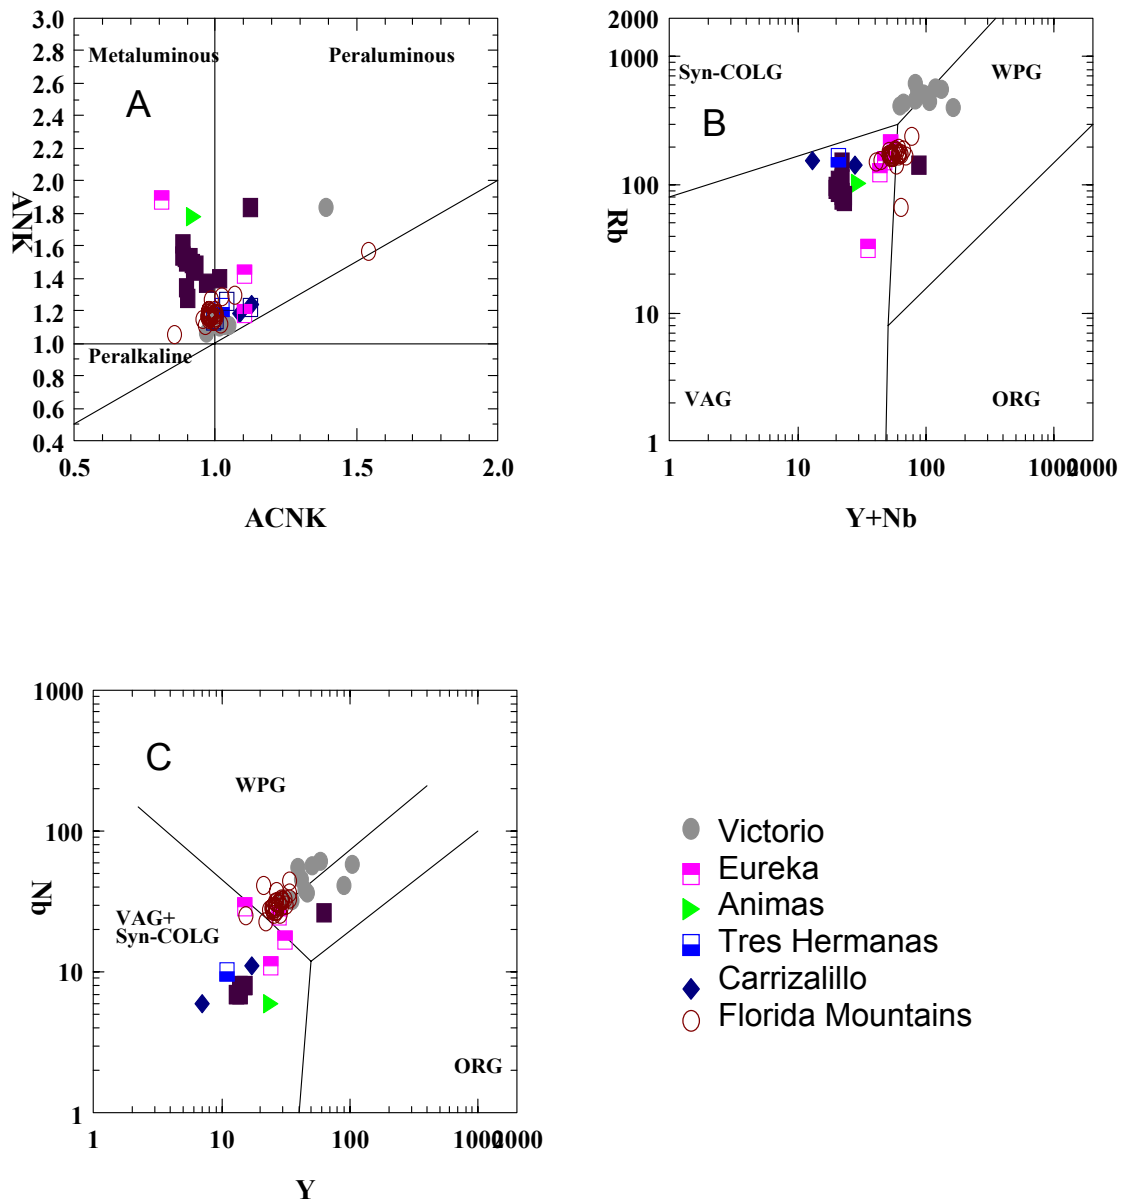 3.0
2.8
2.6
2.4
2.2
2.0
1.8
1.6
1.4
1.2
1.0
0.8
0.6
0.4
ANK
Metaluminous
Peraluminous
A
Peralkaline
0.5
1.0
1.5
2.0
ACNK
2000
1000
100
10
1
Rb
Syn-COLG
WPG
B
VAG
ORG
1
10
100
1000
2000
Y+Nb
1000
100
10
1
Nb
C
WPG
VAG+
Syn-COLG
ORG
1
10
100
1000
2000
Y
Victorio
Eureka
Animas
Tres Hermanas
Carrizalillo
Florida Mountains